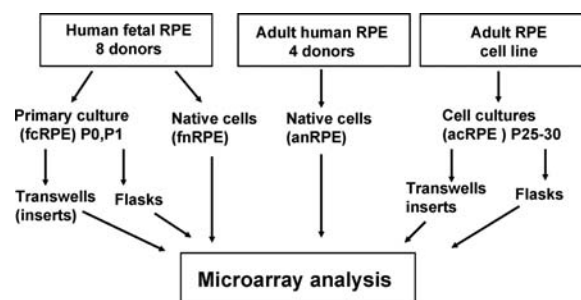 Human fetal RPE
8 donors
Adult human RPE
4 donors
Adult RPE
cell line
Primary culture
(fcRPE) P0,P1
Native cells
(fnRPE)
Native cells
(anRPE)
Cell cultures
(acRPE ) P25-30
Transwells
(inserts)
Flasks
Transwells
inserts
Flasks
Microarray analysis